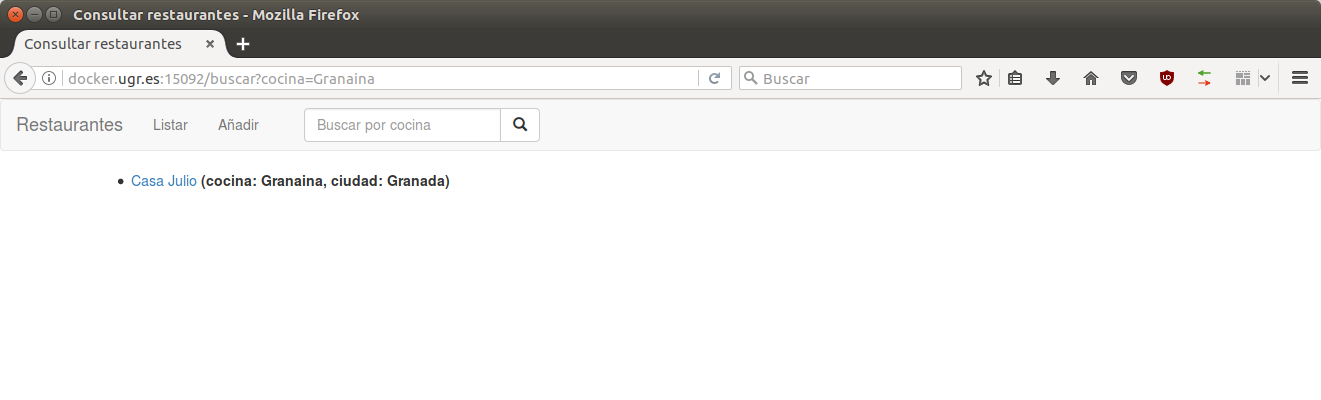 Consultar restaurantes - Mozilla Firefox
Consultar restaurantes
docker.ugr.es:15092/buscar?cocina=Granaina
Buscar
Restaurantes Listar Añadir Buscar por cocina
Casa Julio (cocina: Granaina, ciudad: Granada)